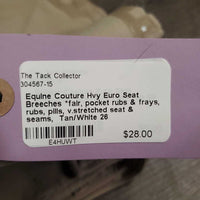 The Tack Collector
304567-15
Equine Couture Hvy Euro Seat
Breeches *fair, pocket rubs & frays,
rubs, pills, v.stretched seat &
seams, Tan/White 26
$28.00
E4HUWT